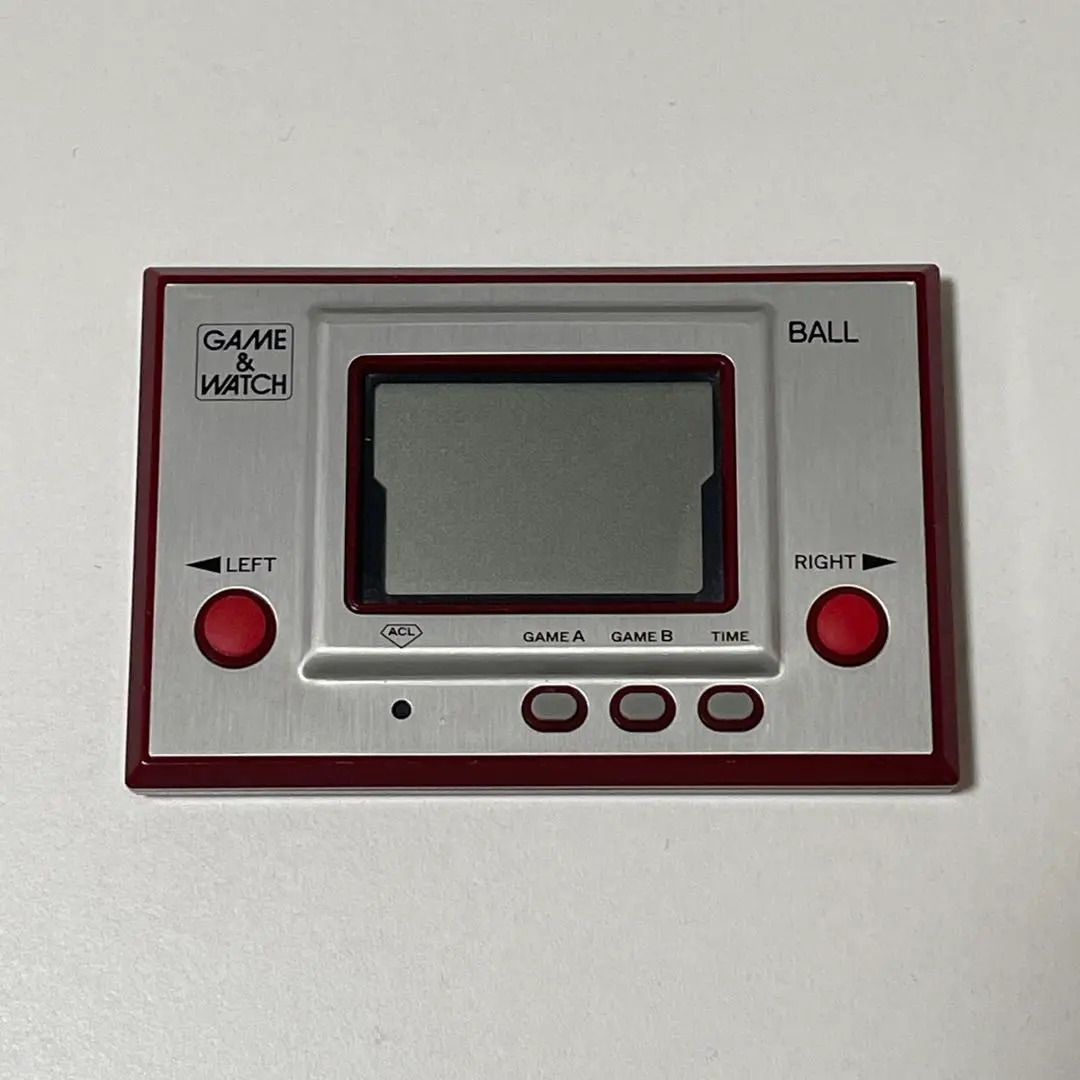 GAME
&
WATCH
BALL
◀LEFT
RIGHT▶
ACL
GAME A
GAME B
TIME